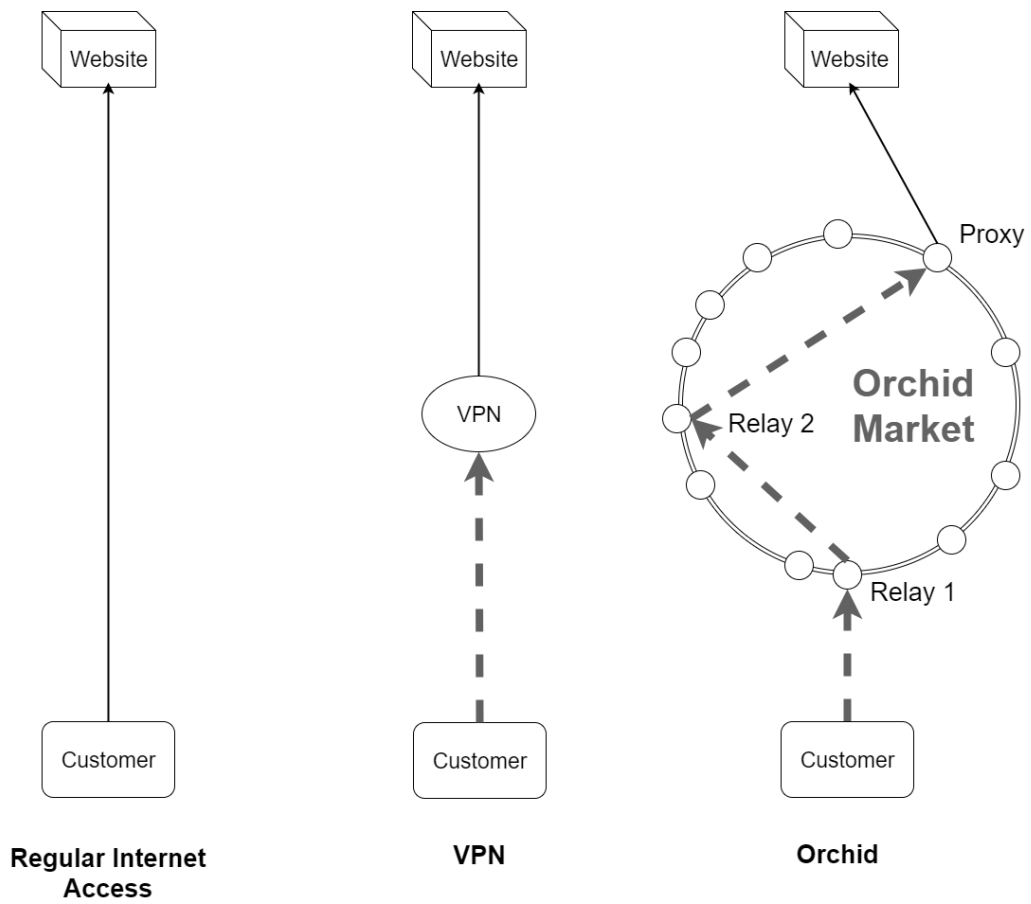 Website
Website
Website
Proxy
Orchid
Market
VPN
Relay 2
Relay 1
Customer
Customer
Customer
Regular Internet
Access
VPN
Orchid